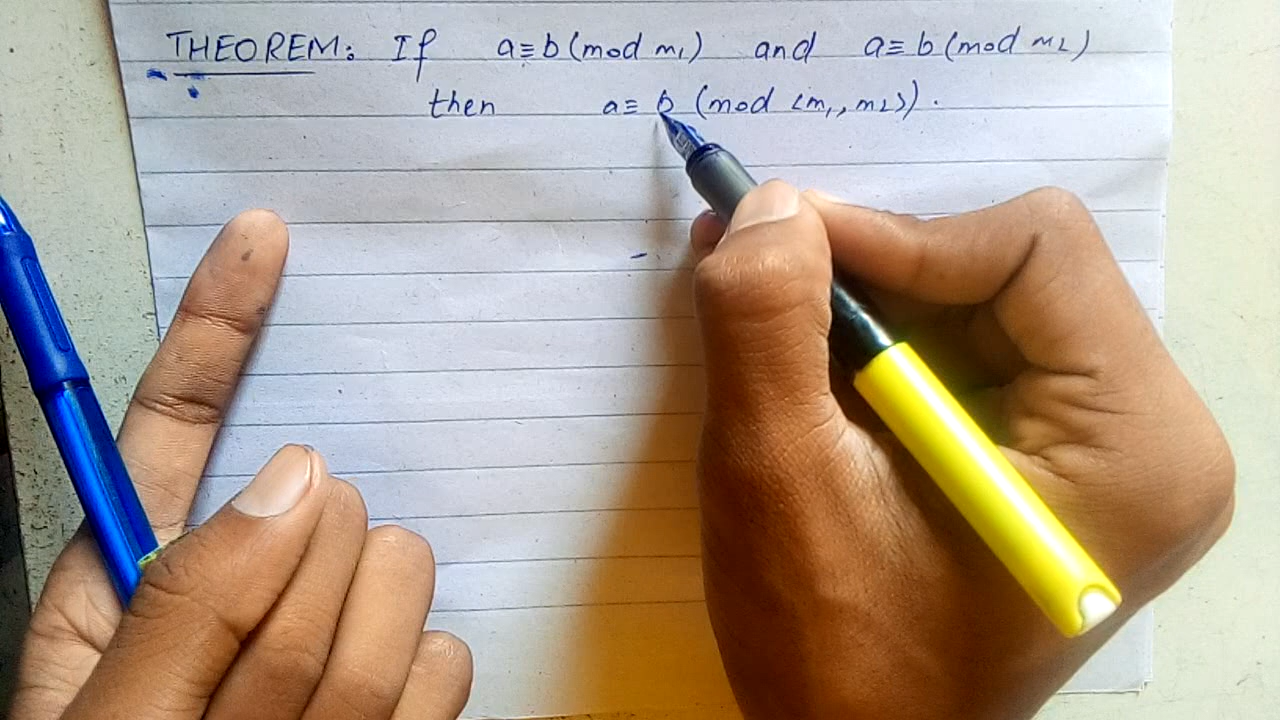 THEOREM: If a≡b (mod m₁) and a≡ b (mod m₂)
then a≡ b (mod <m₁, m₂>).